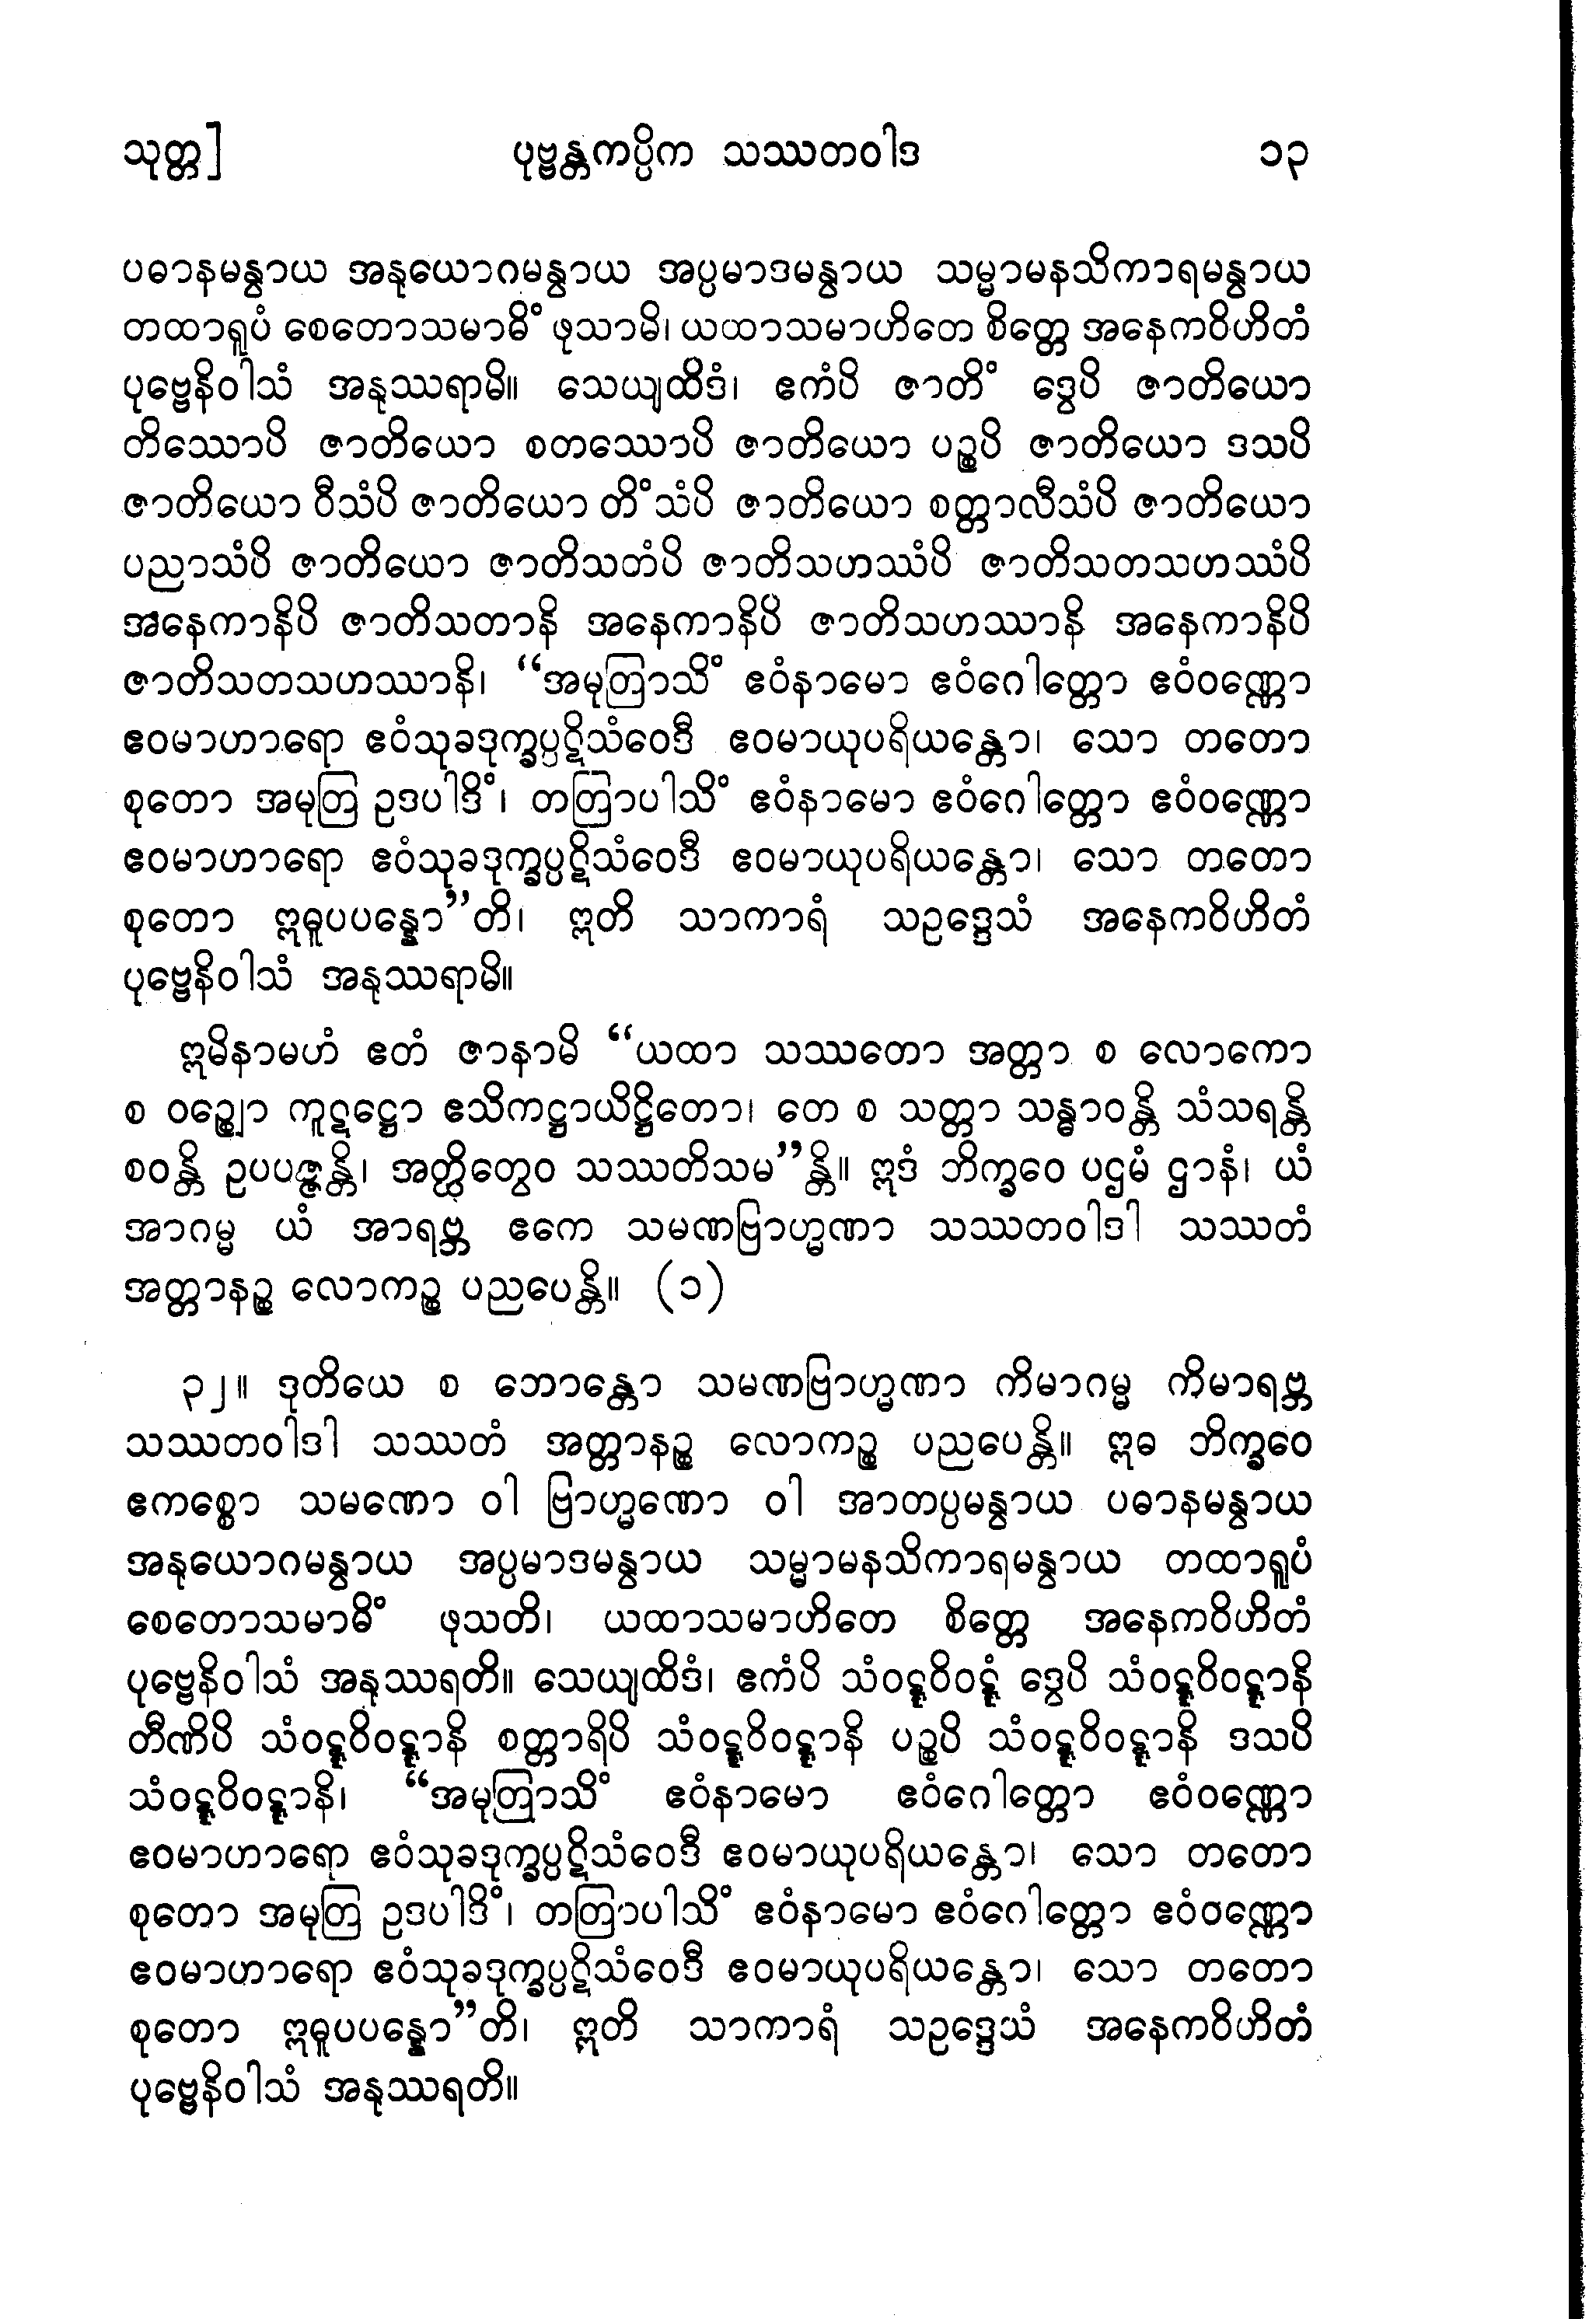 သုတ္တ] ပုဗ္ဗန္တကပ္ပိက သဿတဝါဒ ၁၃
ပဓာနမန္ဝာယ အနုယောဂမန္ဝာယ အပ္ပမာဒမန္ဝာယ သမ္မာမနသိကာရမန္ဝာယ
တထာရူပံ စေတောသမာဓိံ ဖုသာမိ၊ ယထာသမာဟိတေ စိတ္တေ အနေကဝိဟိတံ
ပုဗ္ဗေနိဝါသံ အနုဿရာမိ။ သေယျထိဒံ၊ ဧကံပိ ဇာတိံ ဒွေပိ ဇာတိယော
တိဿောပိ ဇာတိယော စတဿောပိ ဇာတိယော ပဉ္စပိ ဇာတိယော ဒသပိ
ဇာတိယော ဝီသံပိ ဇာတိယော တိံသံပိ ဇာတိယော စတ္တာလီသံပိ ဇာတိယော
ပညာသံပိ ဇာတိယော ဇာတိသတံပိ ဇာတိသဟဿံပိ ဇာတိသတသဟဿံပိ
အနေကာနိပိ ဇာတိသတာနိ အနေကာနိပိ ဇာတိသဟဿာနိ အနေကာနိပိ
ဇာတိသတသဟဿာနိ၊ “အမုတြာသိံ ဧဝံနာမော ဧဝံဂေါတ္တော ဧဝံဝဏ္ဏော
ဧဝမာဟာရော ဧဝံသုခဒုက္ခပ္ပဋိသံဝေဒီ ဧဝမာယုပရိယန္တော၊ သော တတော
စုတော အမုတြ ဥဒပါဒိံ၊ တတြာပါသိံ ဧဝံနာမော ဧဝံဂေါတ္တော ဧဝံဝဏ္ဏော
ဧဝမာဟာရော ဧဝံသုခဒုက္ခပ္ပဋိသံဝေဒီ ဧဝမာယုပရိယန္တော၊ သော တတော
စုတော ဣဓူပပန္နော”တိ၊ ဣတိ သာကာရံ သဥဒ္ဒေသံ အနေကဝိဟိတံ
ပုဗ္ဗေနိဝါသံ အနုဿရာမိ။
ဣမိနာမဟံ ဧတံ ဇာနာမိ “ယထာ သဿတော အတ္တာ စ လောကော
စ ဝဉ္ဈော ကူဋဋ္ဌော ဧသိကဋ္ဌာယိဋ္ဌိတော၊ တေ စ သတ္တာ သန္ဓာဝန္တိ သံသရန္တိ
စဝန္တိ ဥပပဇ္ဇန္တိ၊ အတ္ထိတွေဝ သဿတိသမ”န္တိ။ ဣဒံ ဘိက္ခဝေ ပဌမံ ဌာနံ၊ ယံ
အာဂမ္မ ယံ အာရဗ္ဘ ဧကေ သမဏဗြာဟ္မဏာ သဿတဝါဒါ သဿတံ
အတ္တာနဉ္စ လောကဉ္စ ပညပေန္တိ။ (၁)
၃၂။ ဒုတိယေ စ ဘောန္တော သမဏဗြာဟ္မဏာ ကိမာဂမ္မ ကိမာရဗ္ဘ
သဿတဝါဒါ သဿတံ အတ္တာနဉ္စ လောကဉ္စ ပညပေန္တိ။ ဣဓ ဘိက္ခဝေ
ဧကစ္စော သမဏော ဝါ ဗြာဟ္မဏော ဝါ အာတပ္ပမန္ဝာယ ပဓာနမန္ဝာယ
အနုယောဂမန္ဝာယ အပ္ပမာဒမန္ဝာယ သမ္မာမနသိကာရမန္ဝာယ တထာရူပံ
စေတောသမာဓိံ ဖုသတိ၊ ယထာသမာဟိတေ စိတ္တေ အနေကဝိဟိတံ
ပုဗ္ဗေနိဝါသံ အနုဿရတိ။ သေယျထိဒံ၊ ဧကံပိ သံဝဋ္ဋဝိဝဋ္ဋံ ဒွေပိ သံဝဋ္ဋဝိဝဋ္ဋာနိ
တီဏိပိ သံဝဋ္ဋဝိဝဋ္ဋာနိ စတ္တာရိပိ သံဝဋ္ဋဝိဝဋ္ဋာနိ ပဉ္စပိ သံဝဋ္ဋဝိဝဋ္ဋာနိ ဒသပိ
သံဝဋ္ဋဝိဝဋ္ဋာနိ၊ “အမုတြာသိံ ဧဝံနာမော ဧဝံဂေါတ္တော ဧဝံဝဏ္ဏော
ဧဝမာဟာရော ဧဝံသုခဒုက္ခပ္ပဋိသံဝေဒီ ဧဝမာယုပရိယန္တော၊ သော တတော
စုတော အမုတြ ဥဒပါဒိံ၊ တတြာပါသိံ ဧဝံနာမော ဧဝံဂေါတ္တော ဧဝံဝဏ္ဏော
ဧဝမာဟာရော ဧဝံသုခဒုက္ခပ္ပဋိသံဝေဒီ ဧဝမာယုပရိယန္တော၊ သော တတော
စုတော ဣဓူပပန္နော”တိ၊ ဣတိ သာကာရံ သဥဒ္ဒေသံ အနေကဝိဟိတံ
ပုဗ္ဗေနိဝါသံ အနုဿရတိ။